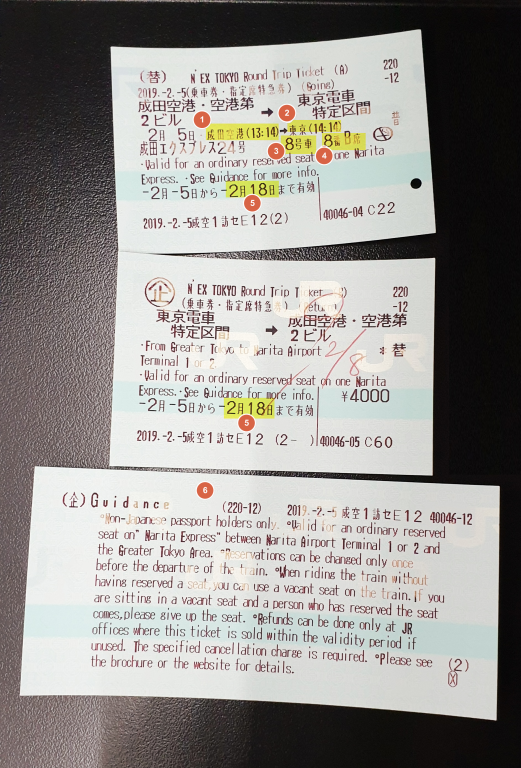 (替) N'EX TOKYO Round Trip Ticket (A) 220
2019.-2.-5(乗車券・指定席特急券) (Going) -12
成田空港・空港第 → 2 東京電車
1
2ビル 特定区間
2月 5日・成田空港(13:14)→東京(14:14) 替
成田エクスプレス24号 3 8号車 8番B席
4
・Valid for an ordinary reserved seat on one Narita
Express.・See Guidance for more info.
-2月-5日から-2月18日まで有効
5
2019.-2.-5成空1訪セE12(2) 40046-04 C22
企 N'EX TOKYO Round Trip Ticket 220
(乗車券・指定席特急券) (Return) -12
東京電車 → 成田空港・空港第
特定区間 2ビル
・From Greater Tokyo to Narita Airport *替
Terminal 1 or 2
2/8
・Valid for an ordinary reserved seat on one Narita
Express.・See Guidance for more info. ¥4000
-2月-5日から-2月18日まで有効
5
2019.-2.-5成空1訪セE12 (2-) 40046-05 C60
6
(企)Guidance (220-12) 2019.-2.-5成空1訪セE12 40046-12
°Non-Japanese passport holders only. °Valid for an ordinary reserved
seat on" Narita Express" between Narita Airport Terminal 1 or 2 and
the Greater Tokyo Area. °Reservations can be changed only once
before the departure of the train. °When riding the train without
having reserved a seat,you can use a vacant seat on the train.If you
are sitting in a vacant seat and a person who has reserved the seat
comes,please give up the seat. °Refunds can be done only at JR
offices where this ticket is sold within the validity period if
unused. The specified cancellation charge is required. °Please see
the brochure or the website for details. (2)